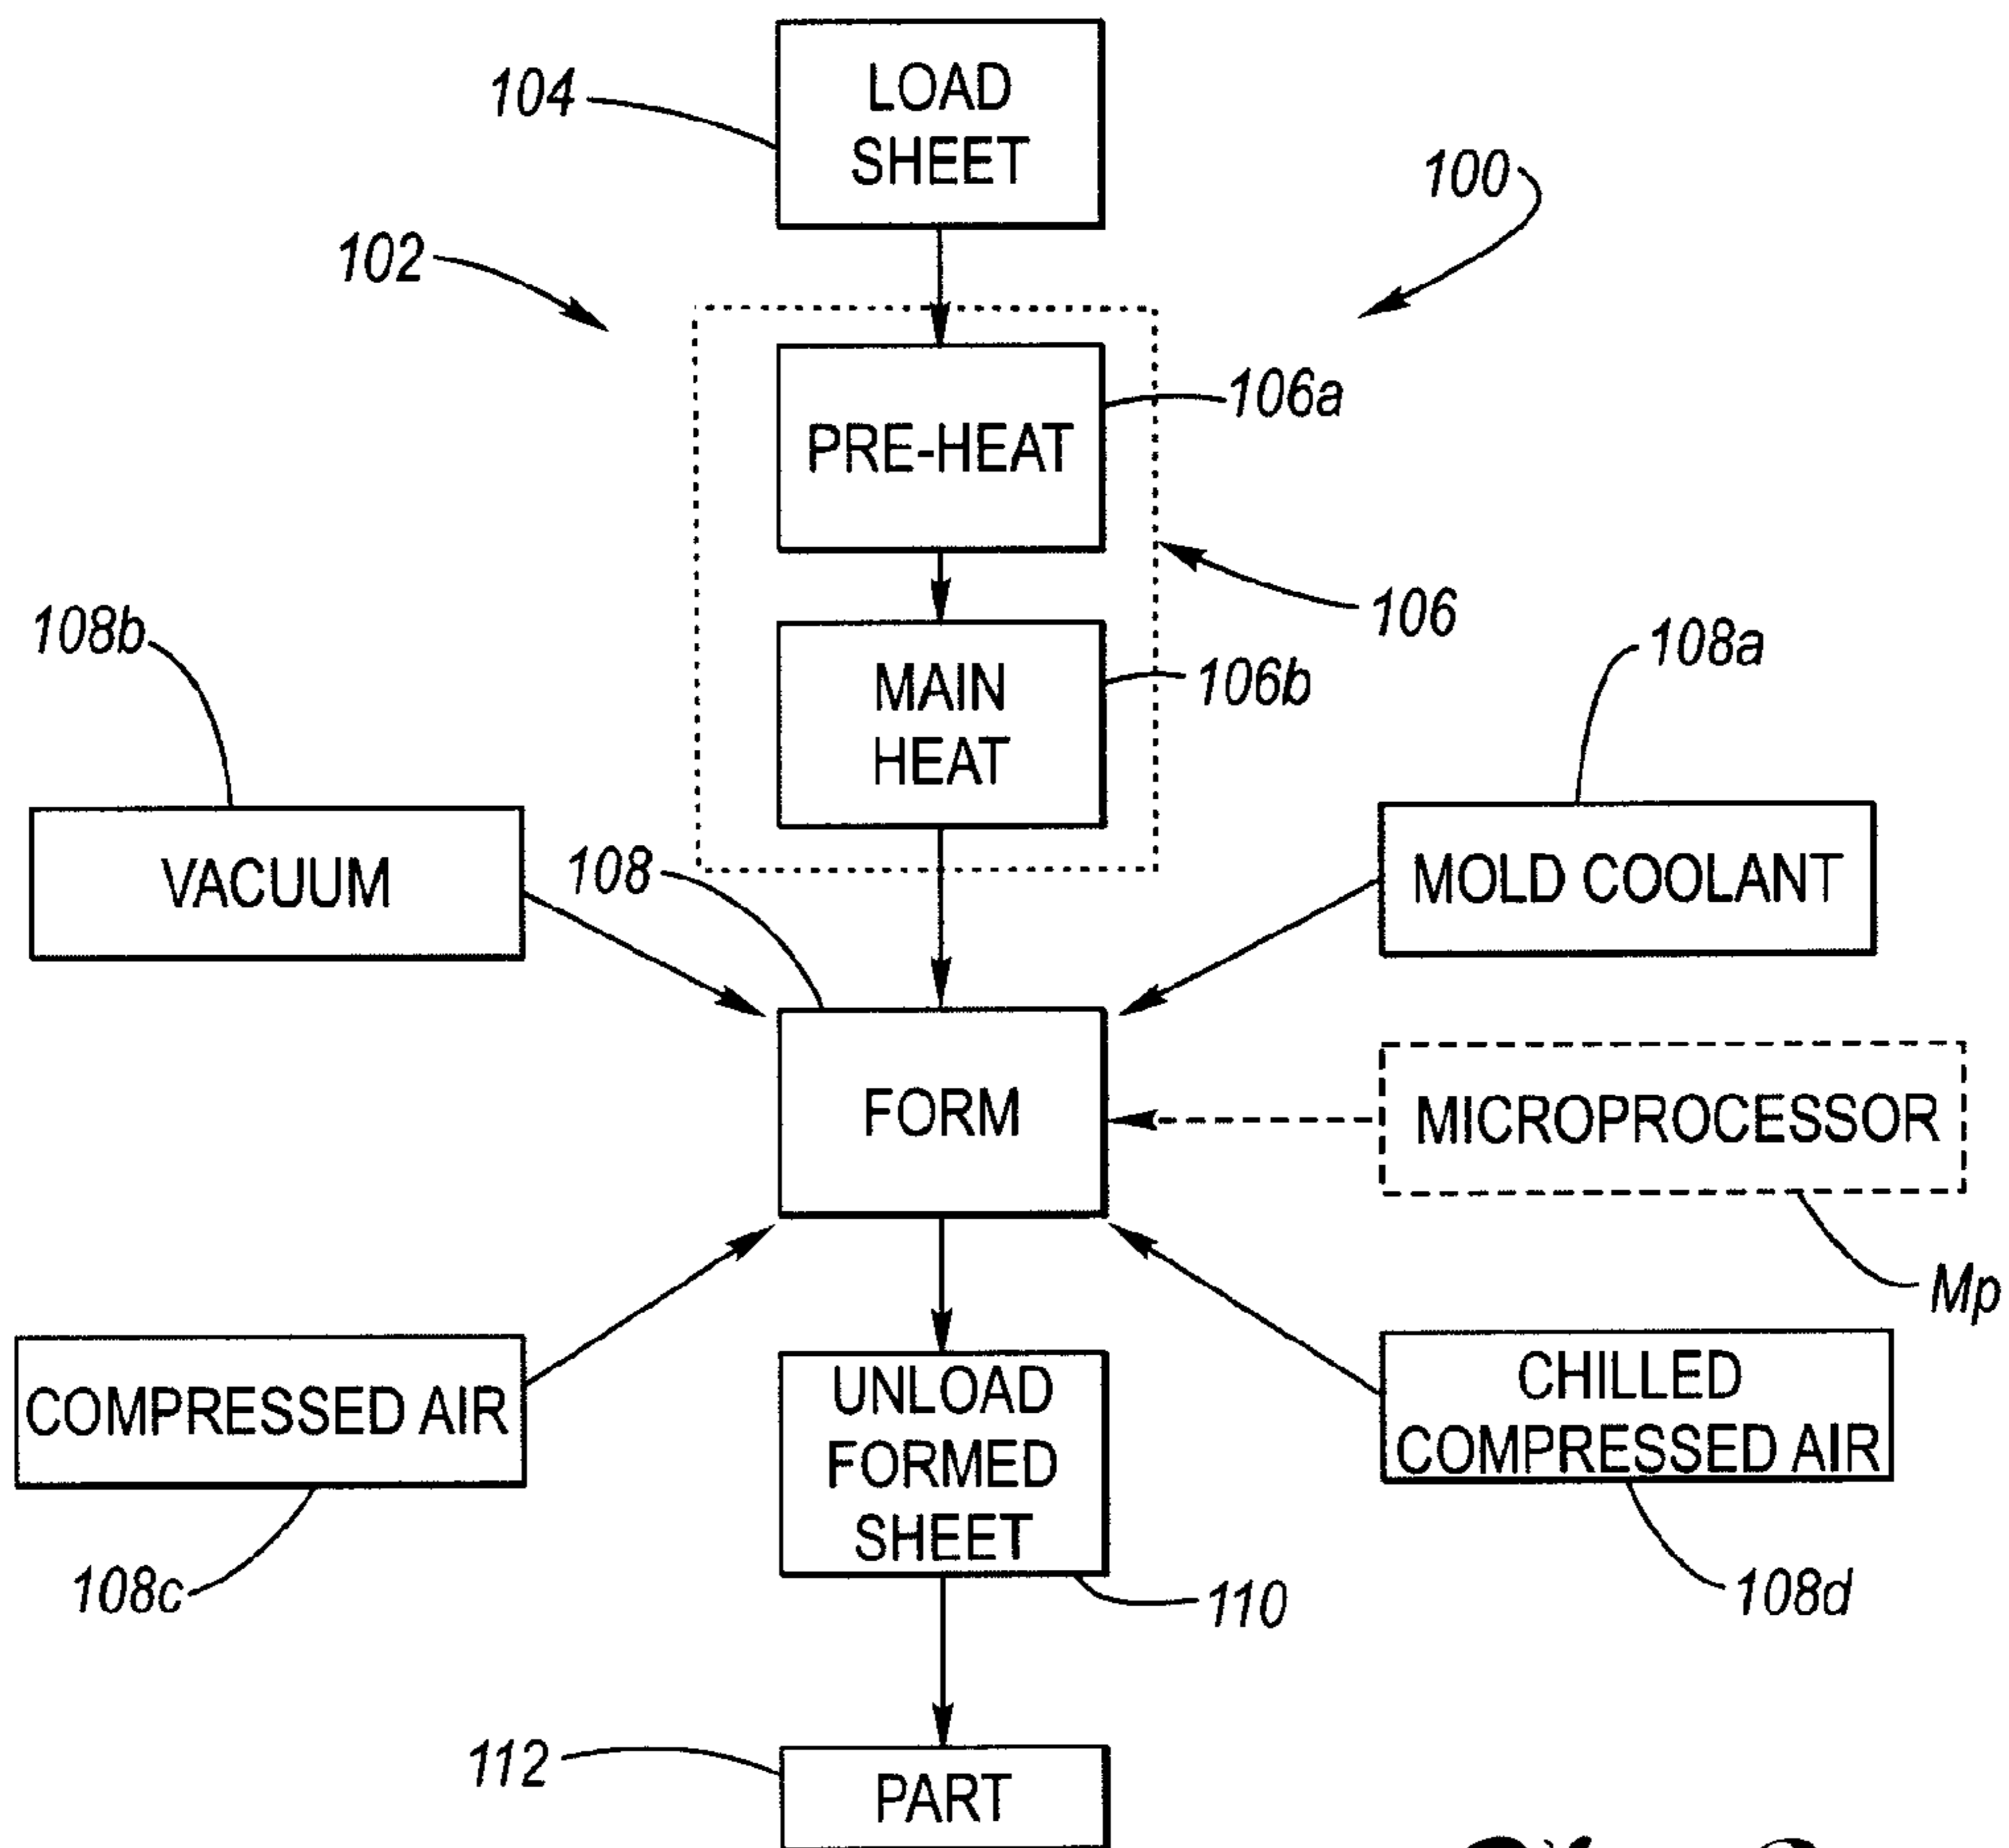 104
LOAD
SHEET
100
102
106a
PRE-HEAT
106
108b
108a
106b
MAIN
HEAT
VACUUM
108
MOLD COOLANT
FORM
MICROPROCESSOR
Mp
COMPRESSED AIR
UNLOAD
FORMED
SHEET
CHILLED
COMPRESSED AIR
108c
110
108d
112
PART